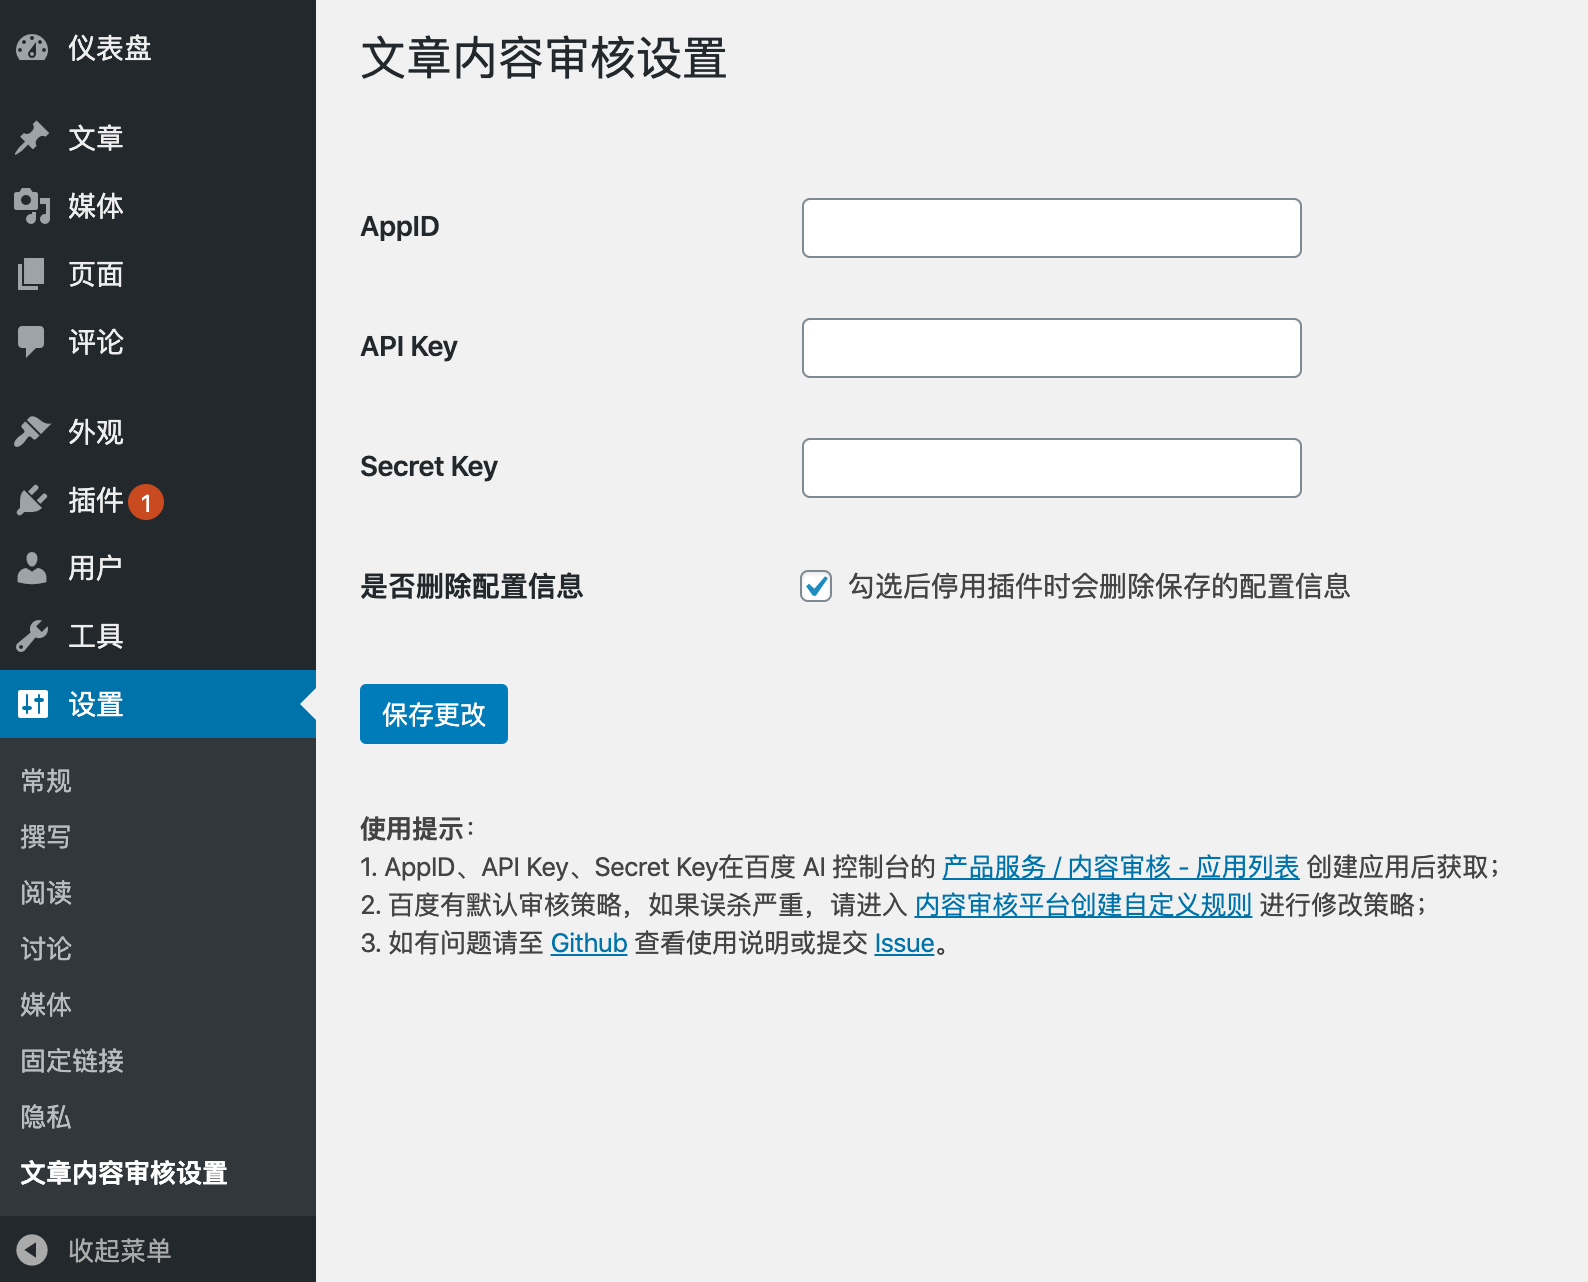 仪表盘
文章
媒体
页面
评论
外观
插件 1
用户
工具
设置
常规
撰写
阅读
讨论
媒体
固定链接
隐私
文章内容审核设置
收起菜单
文章内容审核设置
AppID
API Key
Secret Key
是否删除配置信息
勾选后停用插件时会删除保存的配置信息
保存更改
使用提示：
1. AppID、API Key、Secret Key在百度 AI 控制台的 产品服务 / 内容审核 - 应用列表 创建应用后获取；
2. 百度有默认审核策略，如果误杀严重，请进入 内容审核平台创建自定义规则 进行修改策略；
3. 如有问题请至 Github 查看使用说明或提交 Issue。